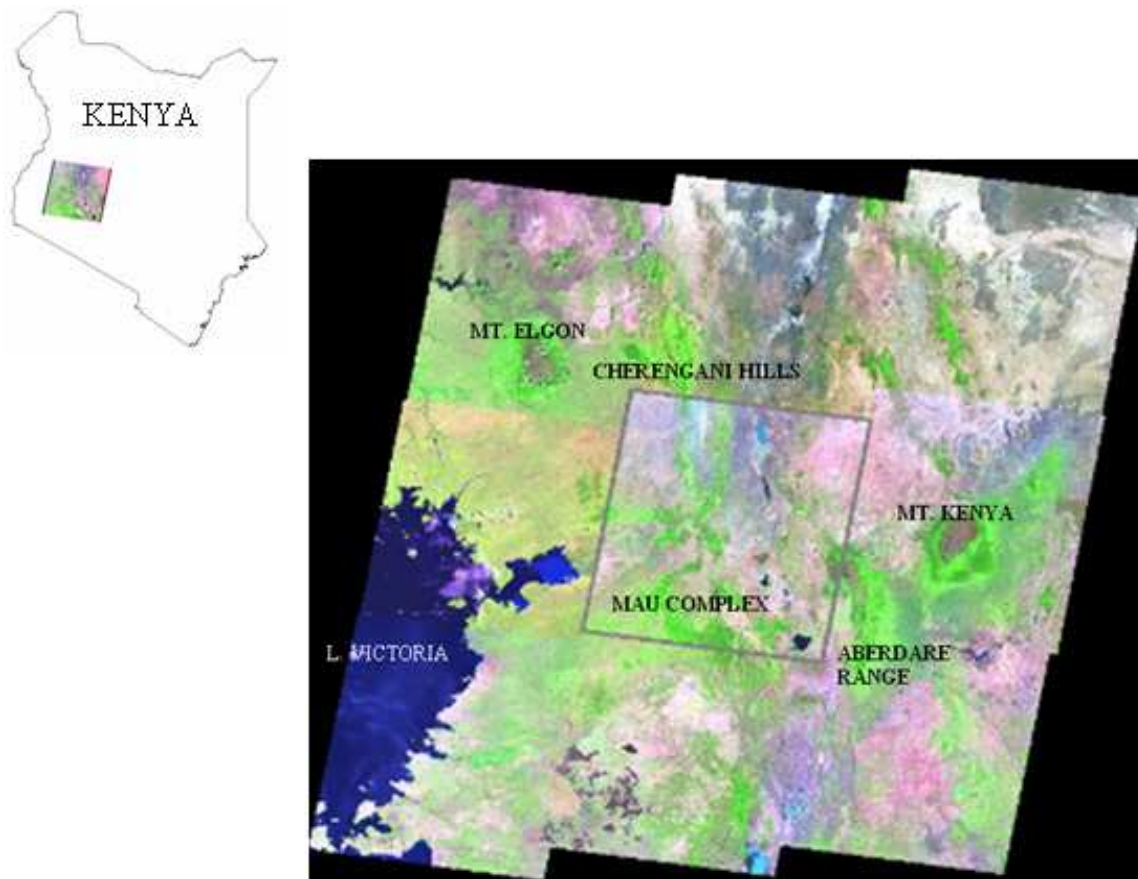 KENYA
MT. ELGON
CHERENGANI HILLS
MT. KENYA
MAU COMPLEX
L. VICTORIA
ABERDARE
RANGE